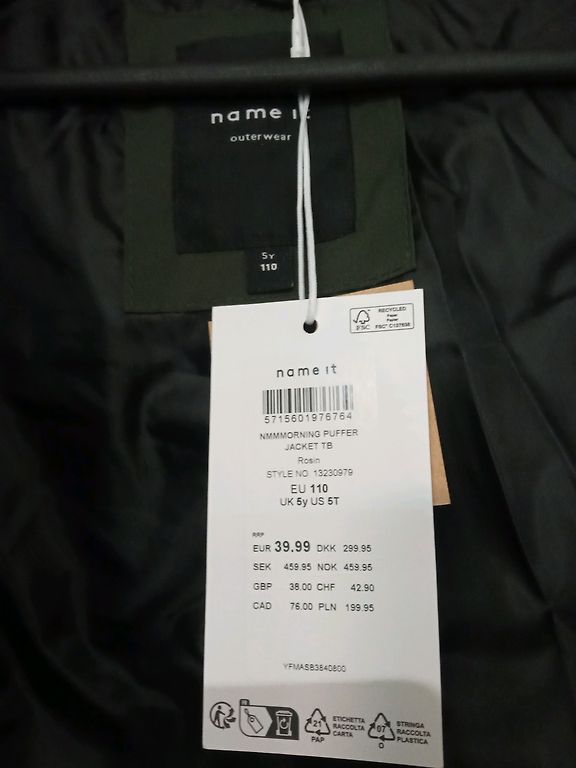 name it
outerwear
5Y
110
RECYCLED
Paper
Papier
FSC
FSC® C137838
name it
5715601976764
NMMMORNING PUFFER
JACKET TB
Rosin
STYLE NO. 13230979
EU 110
UK 5y US 5T
RRP
EUR 39.99 DKK 299.95
SEK 459.95 NOK 459.95
GBP 38.00 CHF 42.90
CAD 76.00 PLN 199.95
YFMASB3840800
21
PAP
ETICHETTA
RACCOLTA
CARTA
07
O
STRINGA
RACCOLTA
PLASTICA